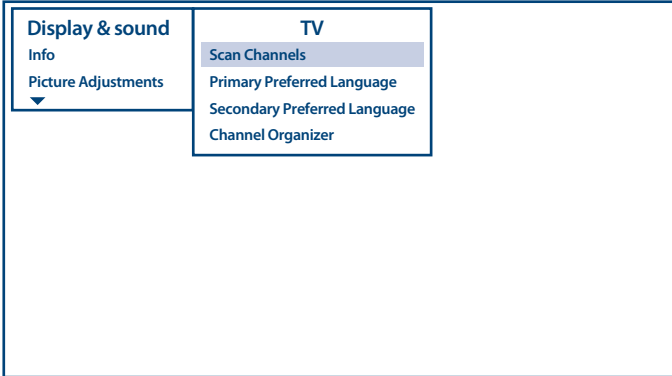 Display & sound
Info
Picture Adjustments
TV
Scan Channels
Primary Preferred Language
Secondary Preferred Language
Channel Organizer